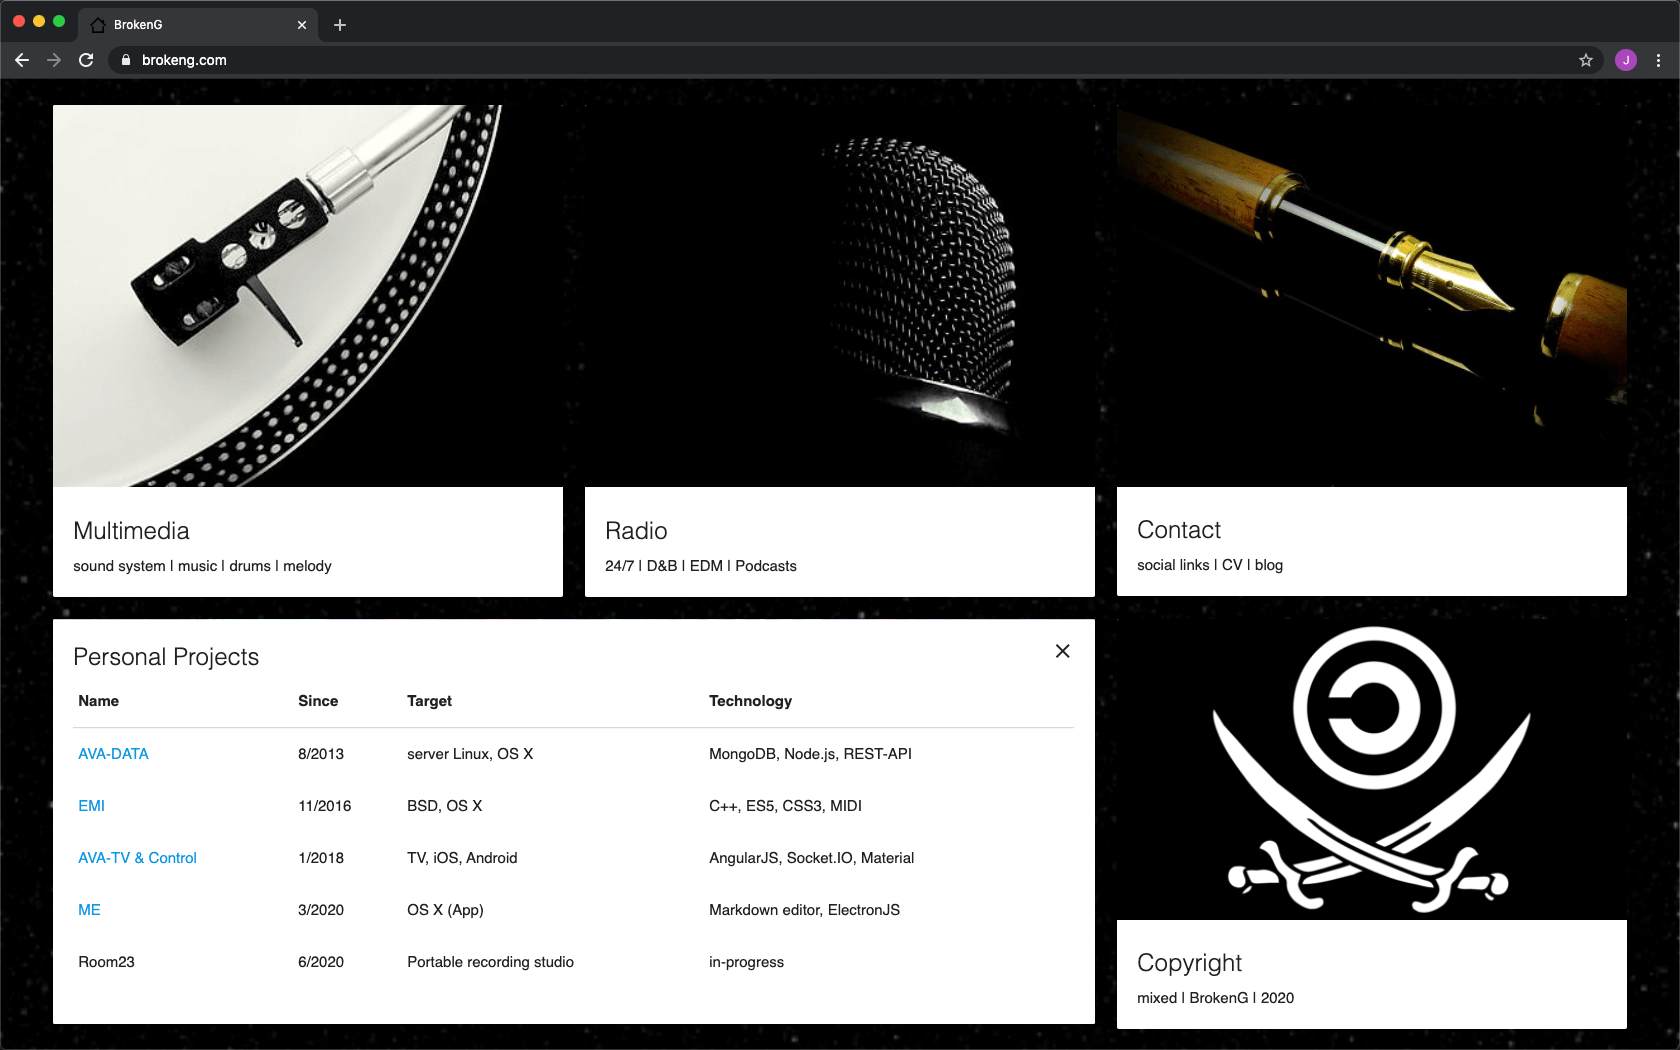 BrokenG
brokeng.com
J
Multimedia
sound system | music | drums | melody
Radio
24/7 | D&B | EDM | Podcasts
Contact
social links | CV | blog
Personal Projects
Name Since Target Technology
AVA-DATA 8/2013 server Linux, OS X MongoDB, Node.js, REST-API
EMI 11/2016 BSD, OS X C++, ES5, CSS3, MIDI
AVA-TV & Control 1/2018 TV, iOS, Android AngularJS, Socket.IO, Material
ME 3/2020 OS X (App) Markdown editor, ElectronJS
Room23 6/2020 Portable recording studio in-progress
Copyright
mixed | BrokenG | 2020